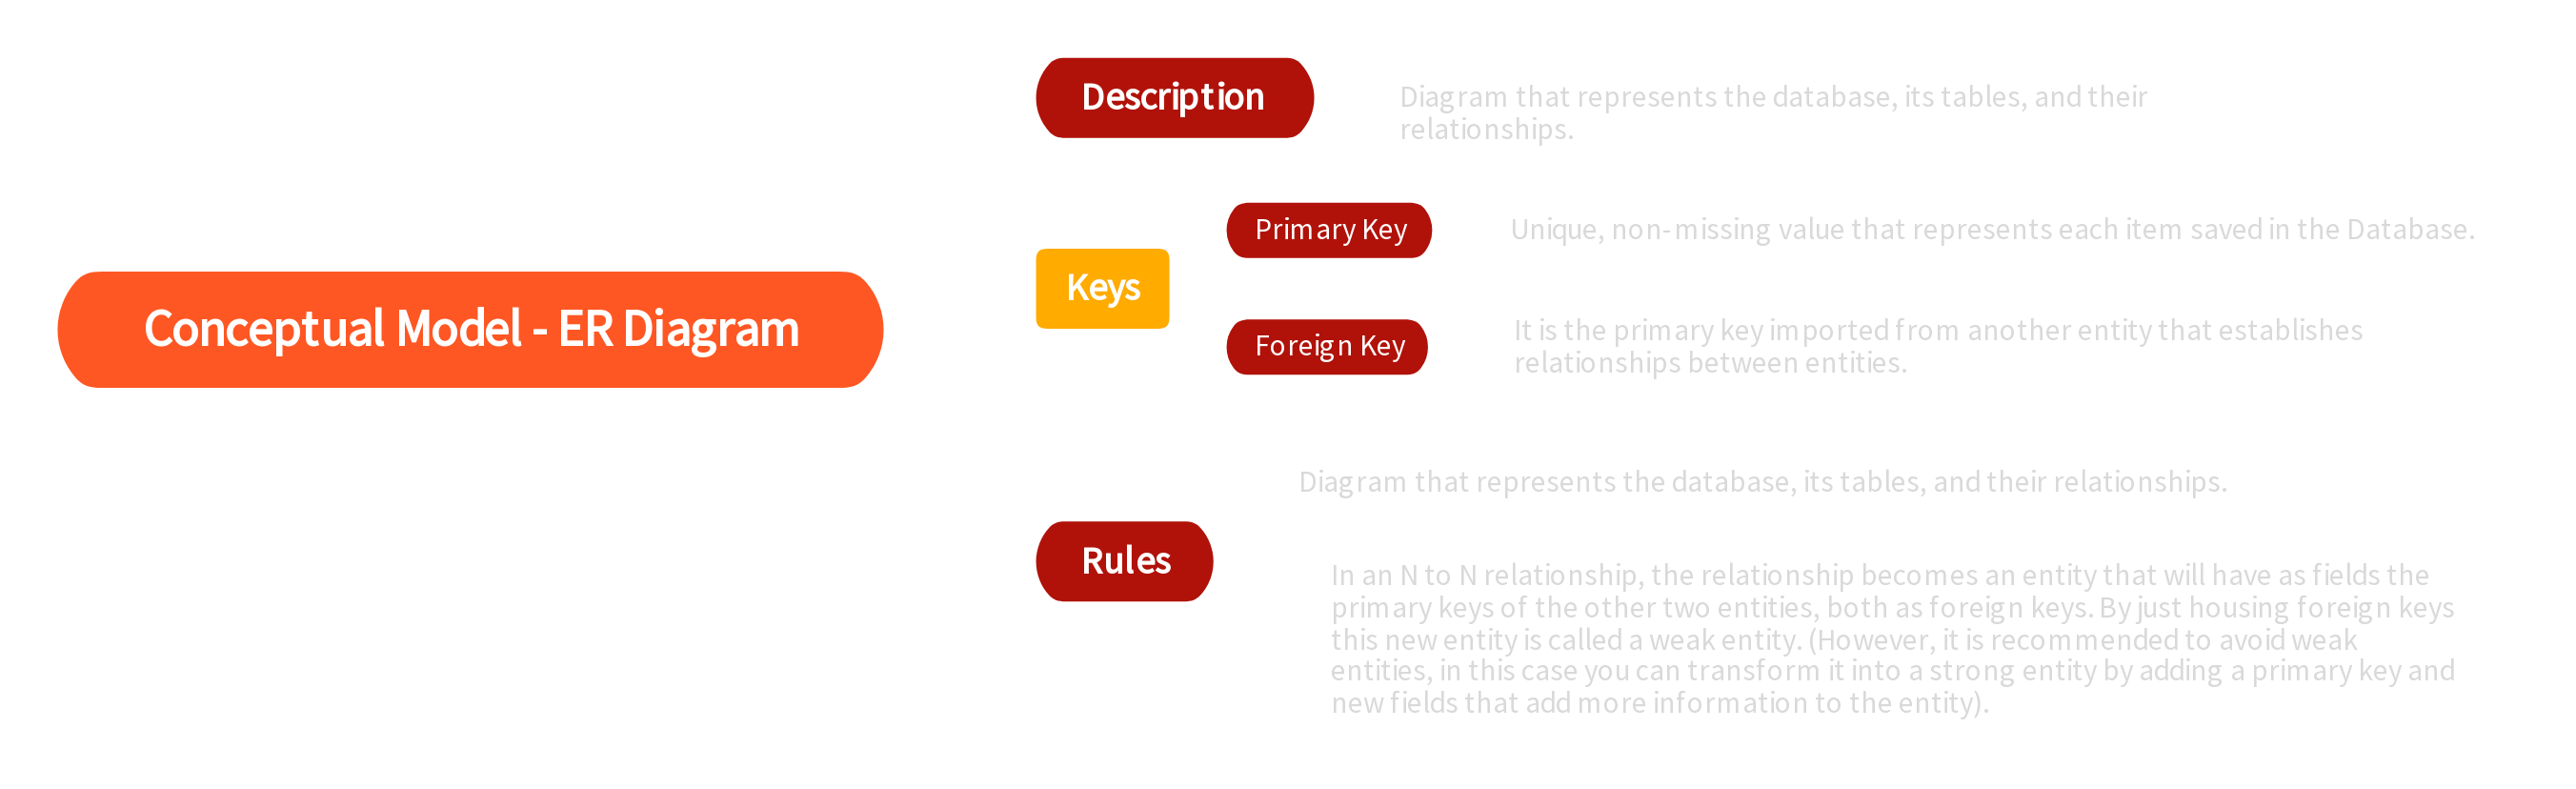 Description
Diagram that represents the database, its tables, and their
relationships.
Primary Key
Unique, non-missing value that represents each item saved in the Database.
Keys
Conceptual Model - ER Diagram
Foreign Key
It is the primary key imported from another entity that establishes
relationships between entities.
Diagram that represents the database, its tables, and their relationships.
Rules
In an N to N relationship, the relationship becomes an entity that will have as fields the
primary keys of the other two entities, both as foreign keys. By just housing foreign keys
this new entity is called a weak entity. (However, it is recommended to avoid weak
entities, in this case you can transform it into a strong entity by adding a primary key and
new fields that add more information to the entity).